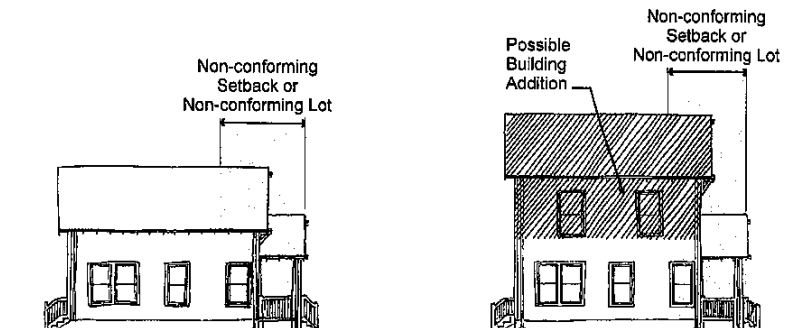 Non-conforming
Setback or
Non-conforming Lot
Possible
Building
Addition
Non-conforming
Setback or
Non-conforming Lot